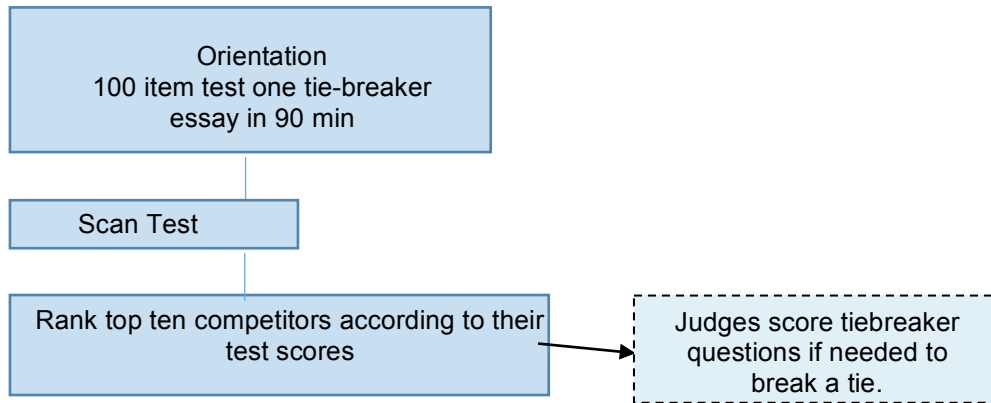 Orientation
100 item test one tie-breaker
essay in 90 min
Scan Test
Rank top ten competitors according to their
test scores
Judges score tiebreaker
questions if needed to
break a tie.